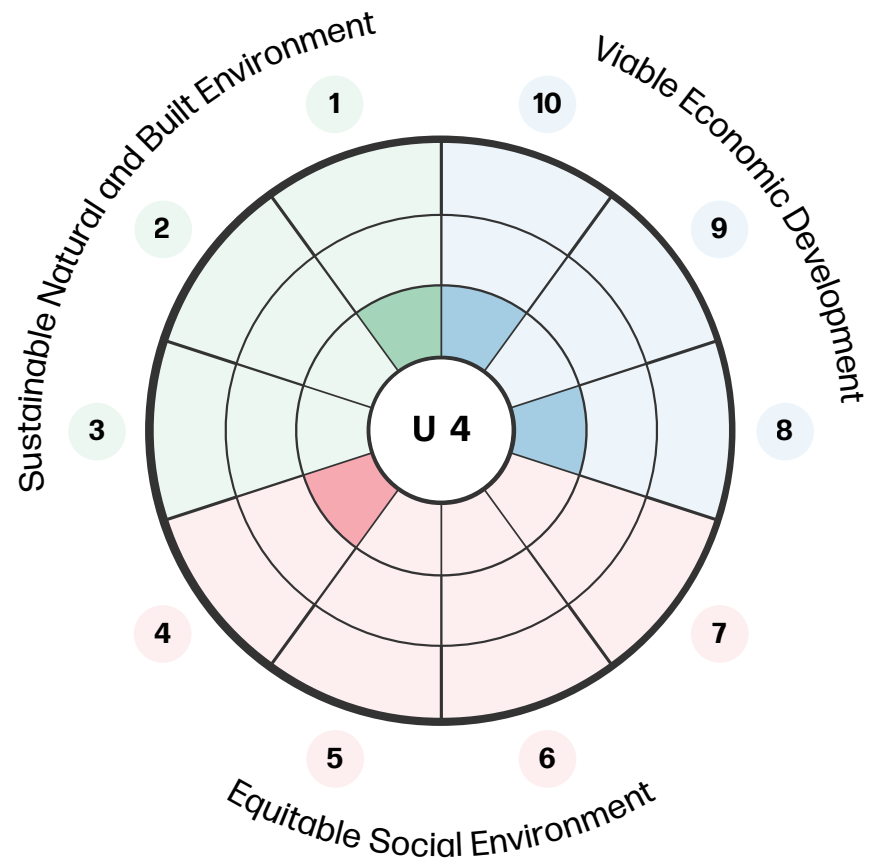 Sustainable Natural and Built Environment
Viable Economic Development
1
10
2
9
3
U 4
8
4
7
5
6
Equitable Social Environment